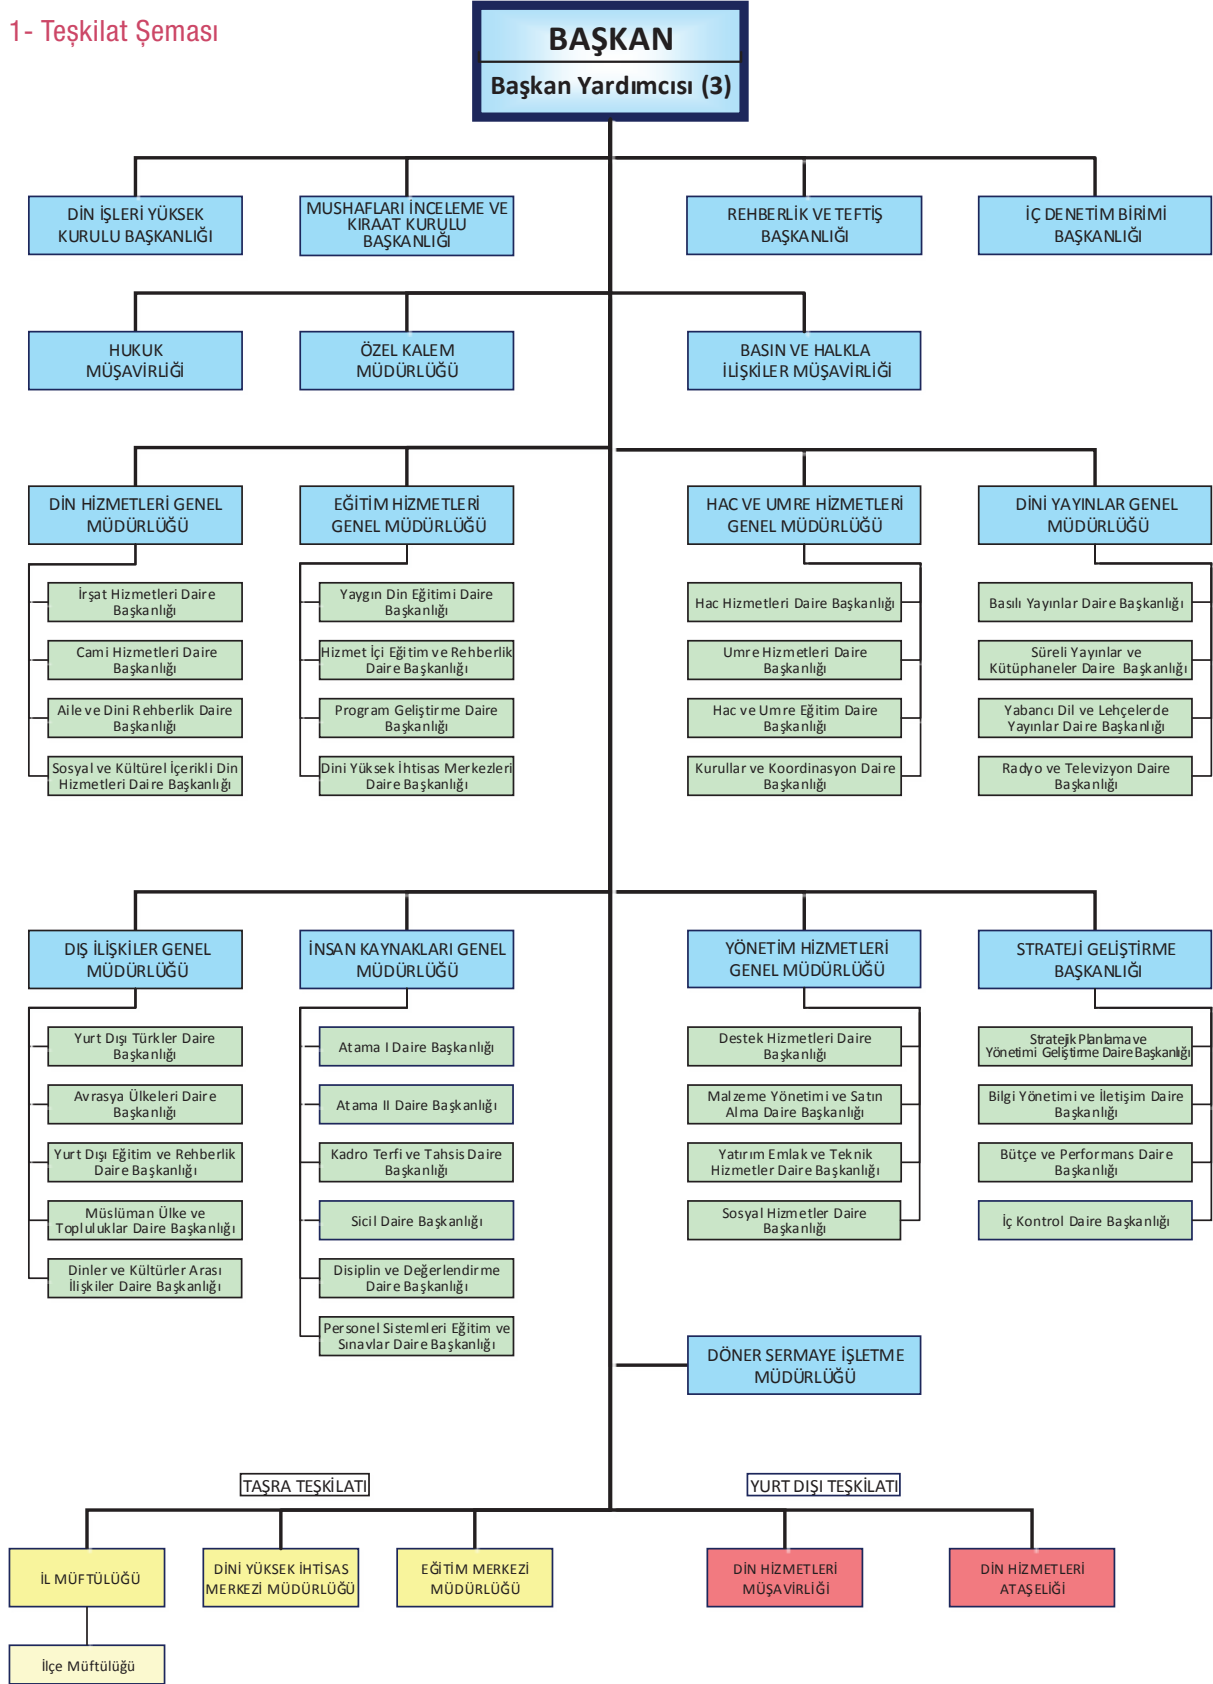 1- Teşkilat Şeması
BAŞKAN
Başkan Yardımcısı (3)
DİN İŞLERİ YÜKSEK
KURULU BAŞKANLIĞI
MUSHAFLARI İNCELEME VE
KIRAAT KURULU
BAŞKANLIĞI
REHBERLİK VE TEFTİŞ
BAŞKANLIĞI
İÇ DENETİM BİRİMİ
BAŞKANLIĞI
HUKUK
MÜŞAVİRLİĞİ
ÖZEL KALEM
MÜDÜRLÜĞÜ
BASIN VE HALKLA
İLİŞKİLER MÜŞAVİRLİĞİ
DİN HİZMETLERİ GENEL
MÜDÜRLÜĞÜ
İrşat Hizmetleri Daire
Başkanlığı
Cami Hizmetleri Daire
Başkanlığı
Aile ve Dini Rehberlik Daire
Başkanlığı
Sosyal ve Kültürel İçerikli Din
Hizmetleri Daire Başkanlığı
EĞİTİM HİZMETLERİ
GENEL MÜDÜRLÜĞÜ
Yaygın Din Eğitimi Daire
Başkanlığı
Hizmet İçi Eğitim ve Rehberlik
Daire Başkanlığı
Program Geliştirme Daire
Başkanlığı
Dini Yüksek İhtisas Merkezleri
Daire Başkanlığı
HAC VE UMRE HİZMETLERİ
GENEL MÜDÜRLÜĞÜ
Hac Hizmetleri Daire Başkanlığı
Umre Hizmetleri Daire
Başkanlığı
Hac ve Umre Eğitim Daire
Başkanlığı
Kurullar ve Koordinasyon Daire
Başkanlığı
DİNİ YAYINLAR GENEL
MÜDÜRLÜĞÜ
Basılı Yayınlar Daire Başkanlığı
Süreli Yayınlar ve
Kütüphaneler Daire Başkanlığı
Yabancı Dil ve Lehçelerde
Yayınlar Daire Başkanlığı
Radyo ve Televizyon Daire
Başkanlığı
DIŞ İLİŞKİLER GENEL
MÜDÜRLÜĞÜ
Yurt Dışı Türkler Daire
Başkanlığı
Avrasya Ülkeleri Daire
Başkanlığı
Yurt Dışı Eğitim ve Rehberlik
Daire Başkanlığı
Müslüman Ülke ve
Topluluklar Daire Başkanlığı
Dinler ve Kültürler Arası
İlişkiler Daire Başkanlığı
İNSAN KAYNAKLARI GENEL
MÜDÜRLÜĞÜ
Atama I Daire Başkanlığı
Atama II Daire Başkanlığı
Kadro Terfi ve Tahsis Daire
Başkanlığı
Sicil Daire Başkanlığı
Disiplin ve Değerlendirme
Daire Başkanlığı
Personel Sistemleri Eğitim ve
Sınavlar Daire Başkanlığı
YÖNETİM HİZMETLERİ
GENEL MÜDÜRLÜĞÜ
Destek Hizmetleri Daire
Başkanlığı
Malzeme Yönetimi ve Satın
Alma Daire Başkanlığı
Yatırım Emlak ve Teknik
Hizmetler Daire Başkanlığı
Sosyal Hizmetler Daire
Başkanlığı
STRATEJİ GELİŞTİRME
BAŞKANLIĞI
Stratejik Planlama ve
Yönetimi Geliştirme Daire Başkanlığı
Bilgi Yönetimi ve İletişim Daire
Başkanlığı
Bütçe ve Performans Daire
Başkanlığı
İç Kontrol Daire Başkanlığı
DÖNER SERMAYE İŞLETME
MÜDÜRLÜĞÜ
TAŞRA TEŞKİLATI
YURT DIŞI TEŞKİLATI
İL MÜFTÜLÜĞÜ
DİNİ YÜKSEK İHTİSAS
MERKEZİ MÜDÜRLÜĞÜ
EĞİTİM MERKEZİ
MÜDÜRLÜĞÜ
DİN HİZMETLERİ
MÜŞAVİRLİĞİ
DİN HİZMETLERİ
ATAŞELİĞİ
İlçe Müftülüğü